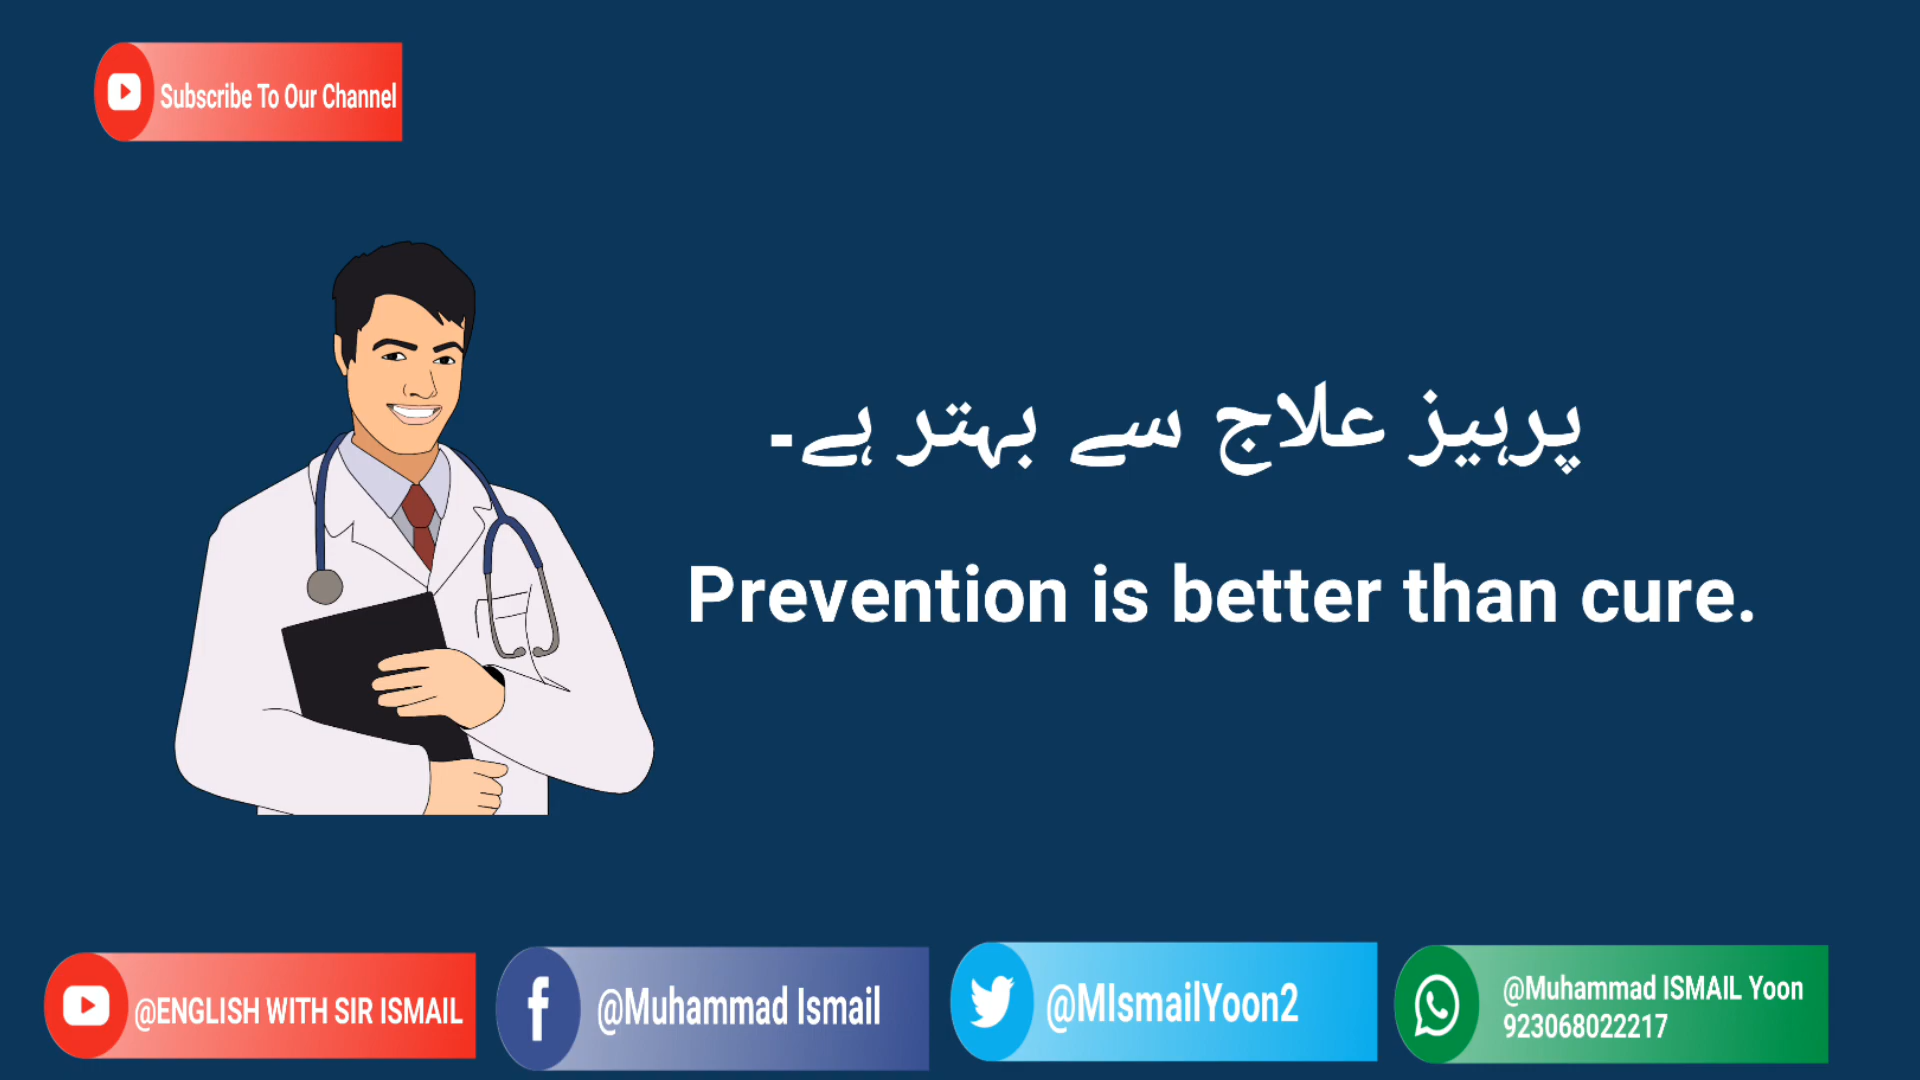 Subscribe To Our Channel
پرہیز علاج سے بہتر ہے۔
Prevention is better than cure.
@ENGLISH WITH SIR ISMAIL
@Muhammad Ismail
@MIsmailYoon2
@Muhammad ISMAIL Yoon
923068022217